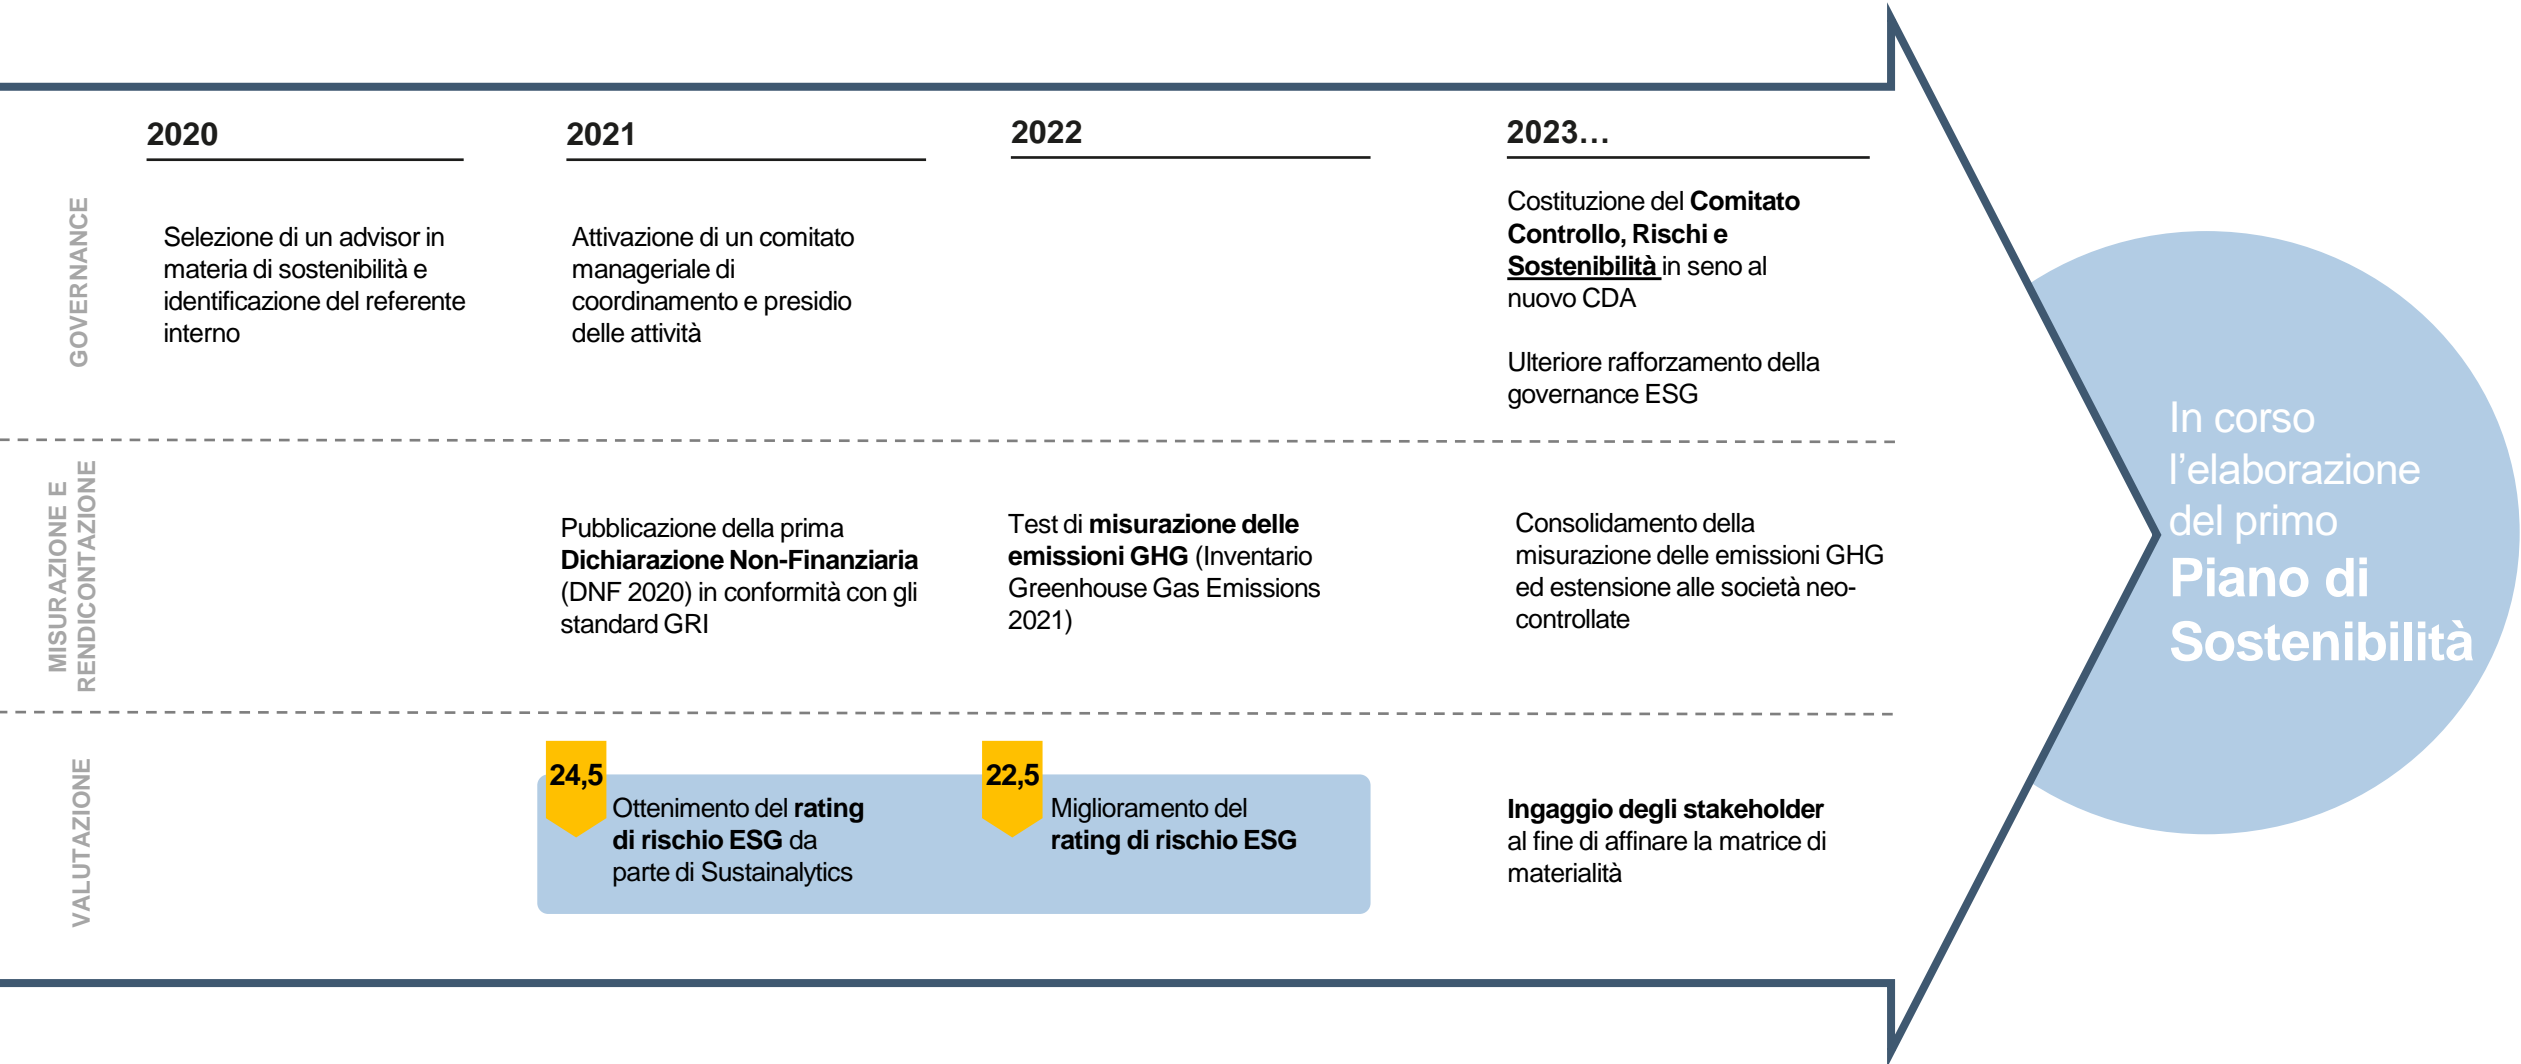 2020
2021
2022
2023…
GOVERNANCE
Selezione di un advisor in
materia di sostenibilità e
identificazione del referente
interno
Attivazione di un comitato
manageriale di
coordinamento e presidio
delle attività
Costituzione del Comitato
Controllo, Rischi e
Sostenibilità in seno al
nuovo CDA
Ulteriore rafforzamento della
governance ESG
MISURAZIONE E
RENDICONTAZIONE
Pubblicazione della prima
Dichiarazione Non-Finanziaria
(DNF 2020) in conformità con gli
standard GRI
Test di misurazione delle
emissioni GHG (Inventario
Greenhouse Gas Emissions
2021)
Consolidamento della
misurazione delle emissioni GHG
ed estensione alle società neo-
controllate
VALUTAZIONE
24,5
Ottenimento del rating
di rischio ESG da
parte di Sustainalytics
22,5
Miglioramento del
rating di rischio ESG
Ingaggio degli stakeholder
al fine di affinare la matrice di
materialità
In corso
l’elaborazione
del primo
Piano di
Sostenibilità